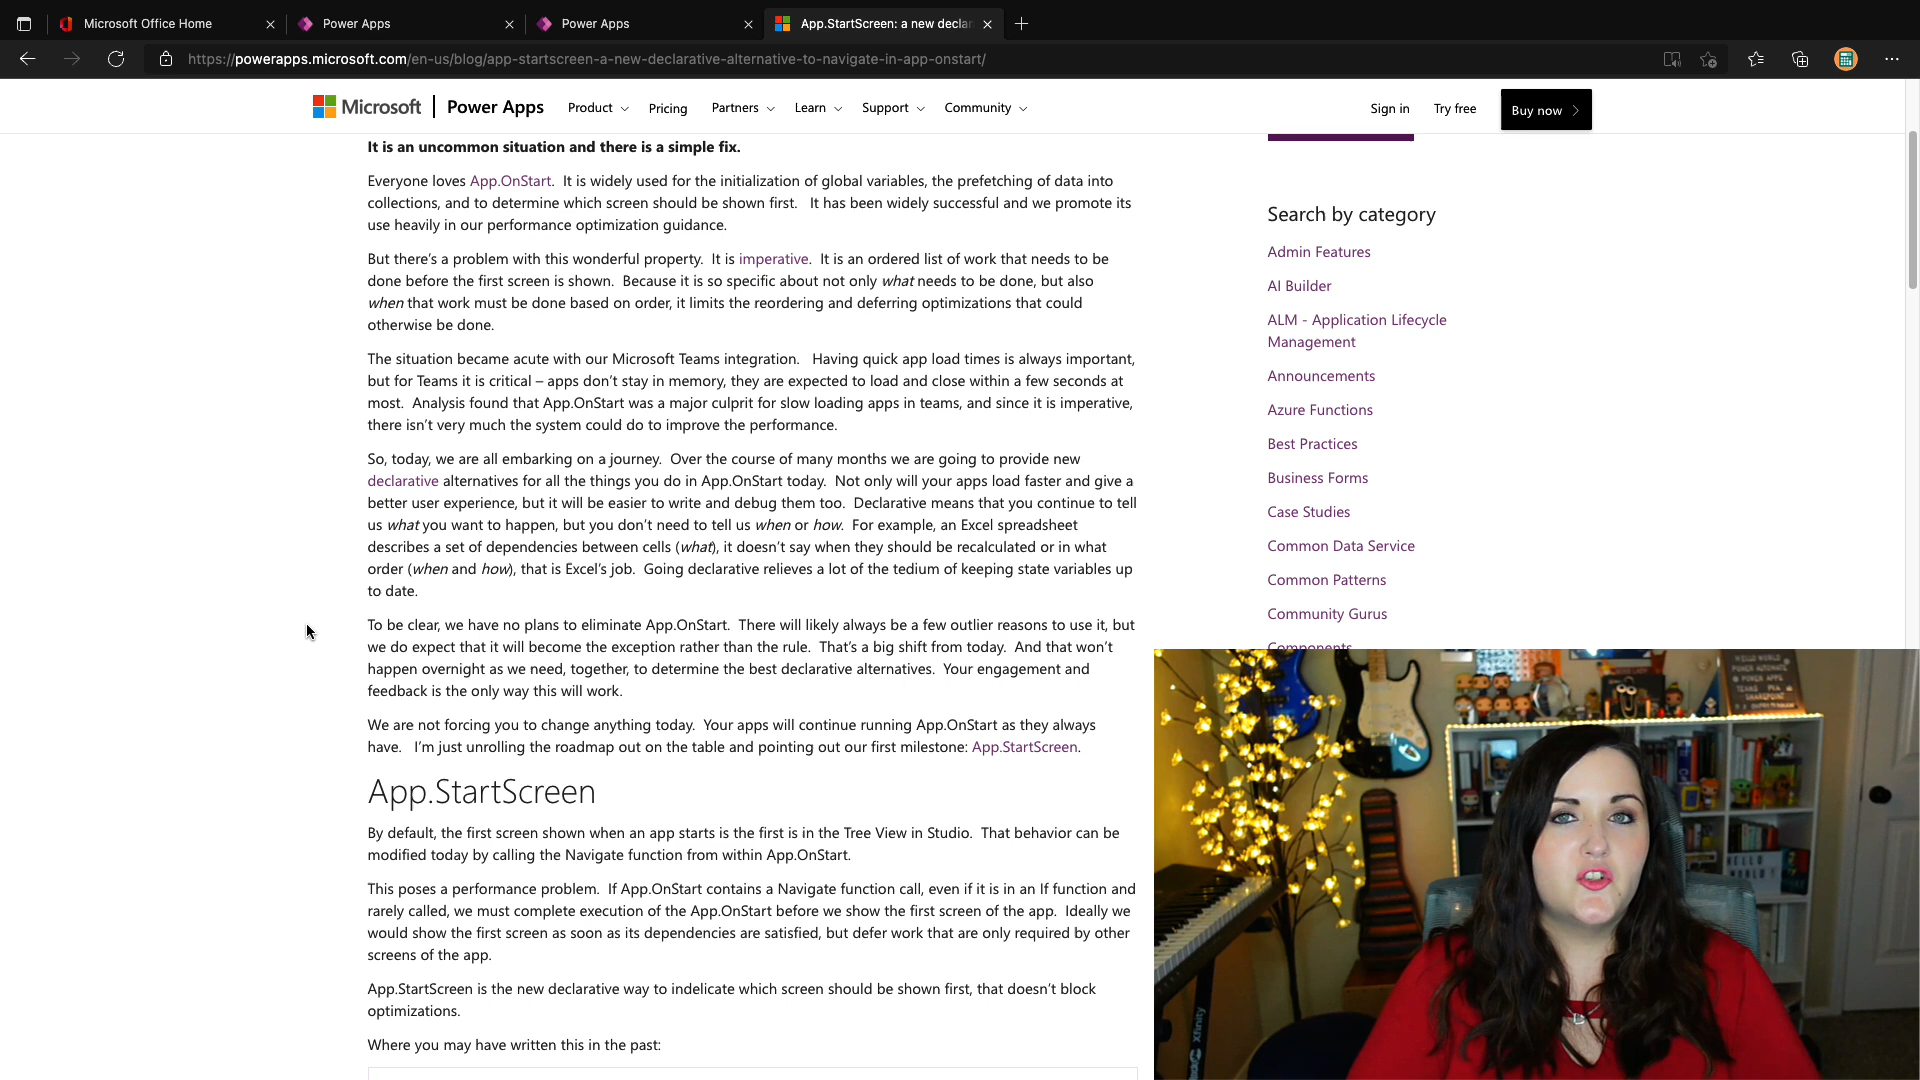 Microsoft Office Home
Power Apps
Power Apps
App.StartScreen: a new declar
https://powerapps.microsoft.com/en-us/blog/app-startscreen-a-new-declarative-alternative-to-navigate-in-app-onstart/
Microsoft
Power Apps
Product
Pricing
Partners
Learn
Support
Community
Sign in
Try free
Buy now
It is an uncommon situation and there is a simple fix.
Everyone loves App.OnStart. It is widely used for the initialization of global variables, the prefetching of data into
collections, and to determine which screen should be shown first. It has been widely successful and we promote its
use heavily in our performance optimization guidance.
But there's a problem with this wonderful property. It is imperative. It is an ordered list of work that needs to be
done before the first screen is shown. Because it is so specific about not only what needs to be done, but also
when that work must be done based on order, it limits the reordering and deferring optimizations that could
otherwise be done.
The situation became acute with our Microsoft Teams integration. Having quick app load times is always important,
but for Teams it is critical – apps don't stay in memory, they are expected to load and close within a few seconds at
most. Analysis found that App.OnStart was a major culprit for slow loading apps in teams, and since it is imperative,
there isn't very much the system could do to improve the performance.
So, today, we are all embarking on a journey. Over the course of many months we are going to provide new
declarative alternatives for all the things you do in App.OnStart today. Not only will your apps load faster and give a
better user experience, but it will be easier to write and debug them too. Declarative means that you continue to tell
us what you want to happen, but you don't need to tell us when or how. For example, an Excel spreadsheet
describes a set of dependencies between cells (what), it doesn't say when they should be recalculated or in what
order (when and how), that is Excel's job. Going declarative relieves a lot of the tedium of keeping state variables up
to date.
To be clear, we have no plans to eliminate App.OnStart. There will likely always be a few outlier reasons to use it, but
we do expect that it will become the exception rather than the rule. That's a big shift from today. And that won't
happen overnight as we need, together, to determine the best declarative alternatives. Your engagement and
feedback is the only way this will work.
We are not forcing you to change anything today. Your apps will continue running App.OnStart as they always
have. I'm just unrolling the roadmap out on the table and pointing out our first milestone: App.StartScreen.
App.StartScreen
By default, the first screen shown when an app starts is the first is in the Tree View in Studio. That behavior can be
modified today by calling the Navigate function from within App.OnStart.
This poses a performance problem. If App.OnStart contains a Navigate function call, even if it is in an If function and
rarely called, we must complete execution of the App.OnStart before we show the first screen of the app. Ideally we
would show the first screen as soon as its dependencies are satisfied, but defer work that are only required by other
screens of the app.
App.StartScreen is the new declarative way to indelicate which screen should be shown first, that doesn't block
optimizations.
Where you may have written this in the past:
Search by category
Admin Features
AI Builder
ALM - Application Lifecycle
Management
Announcements
Azure Functions
Best Practices
Business Forms
Case Studies
Common Data Service
Common Patterns
Community Gurus
Components
HELLO WORLD
POWER AUTOMATE
POWER APPS
HELLO
WORLD
Xfinity